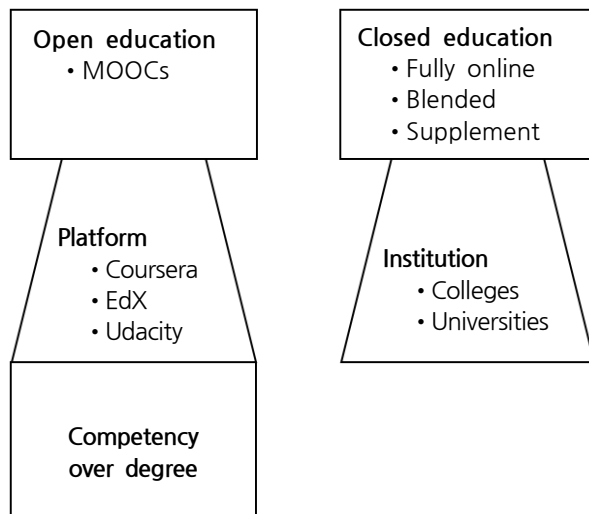 Open education
• MOOCs
Platform
• Coursera
• EdX
• Udacity
Competency
over degree
Closed education
• Fully online
• Blended
• Supplement
Institution
• Colleges
• Universities